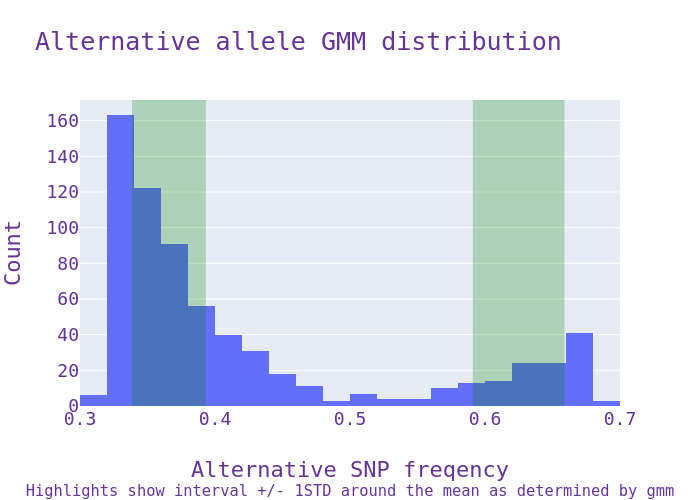 Alternative allele GMM distribution
160
140
120
100
80
60
40
20
0
Count
0.3 0.4 0.5 0.6 0.7
Alternative SNP freqency
Highlights show interval +/- 1STD around the mean as determined by gmm